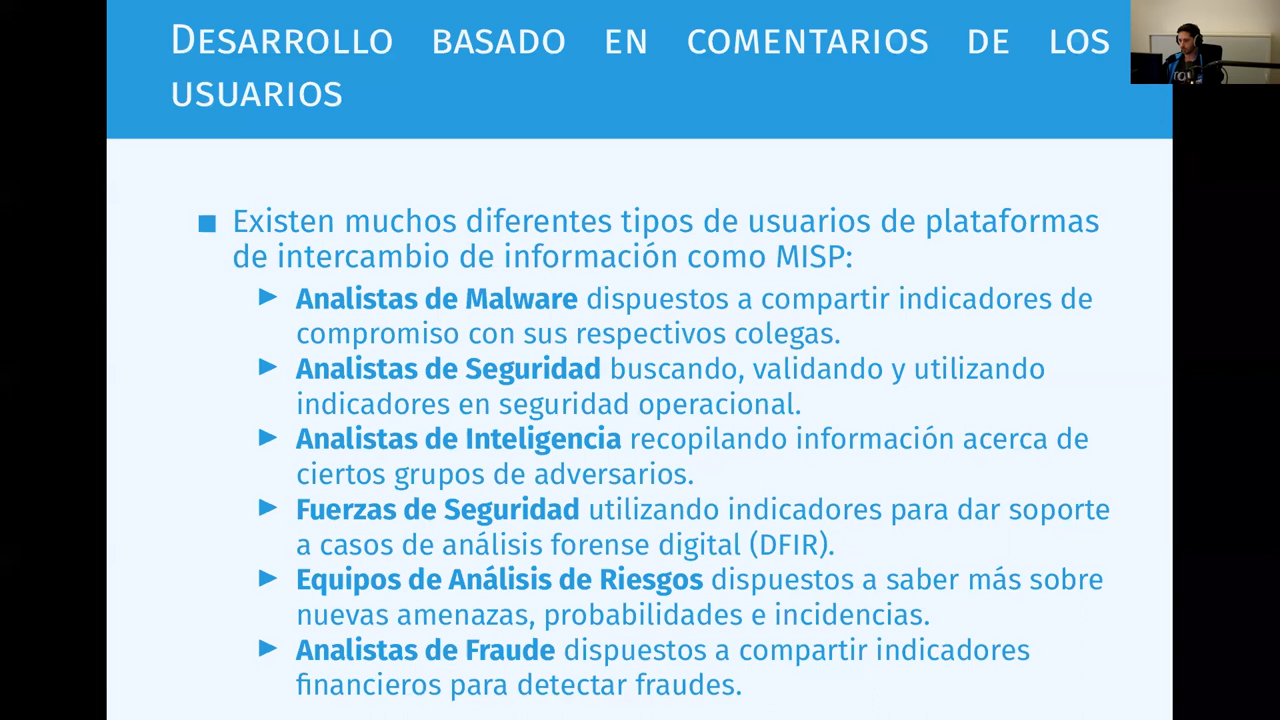 DESARROLLO BASADO EN COMENTARIOS DE LOS
USUARIOS
Existen muchos diferentes tipos de usuarios de plataformas
de intercambio de información como MISP:
Analistas de Malware dispuestos a compartir indicadores de
compromiso con sus respectivos colegas.
Analistas de Seguridad buscando, validando y utilizando
indicadores en seguridad operacional.
Analistas de Inteligencia recopilando información acerca de
ciertos grupos de adversarios.
Fuerzas de Seguridad utilizando indicadores para dar soporte
a casos de análisis forense digital (DFIR).
Equipos de Análisis de Riesgos dispuestos a saber más sobre
nuevas amenazas, probabilidades e incidencias.
Analistas de Fraude dispuestos a compartir indicadores
financieros para detectar fraudes.